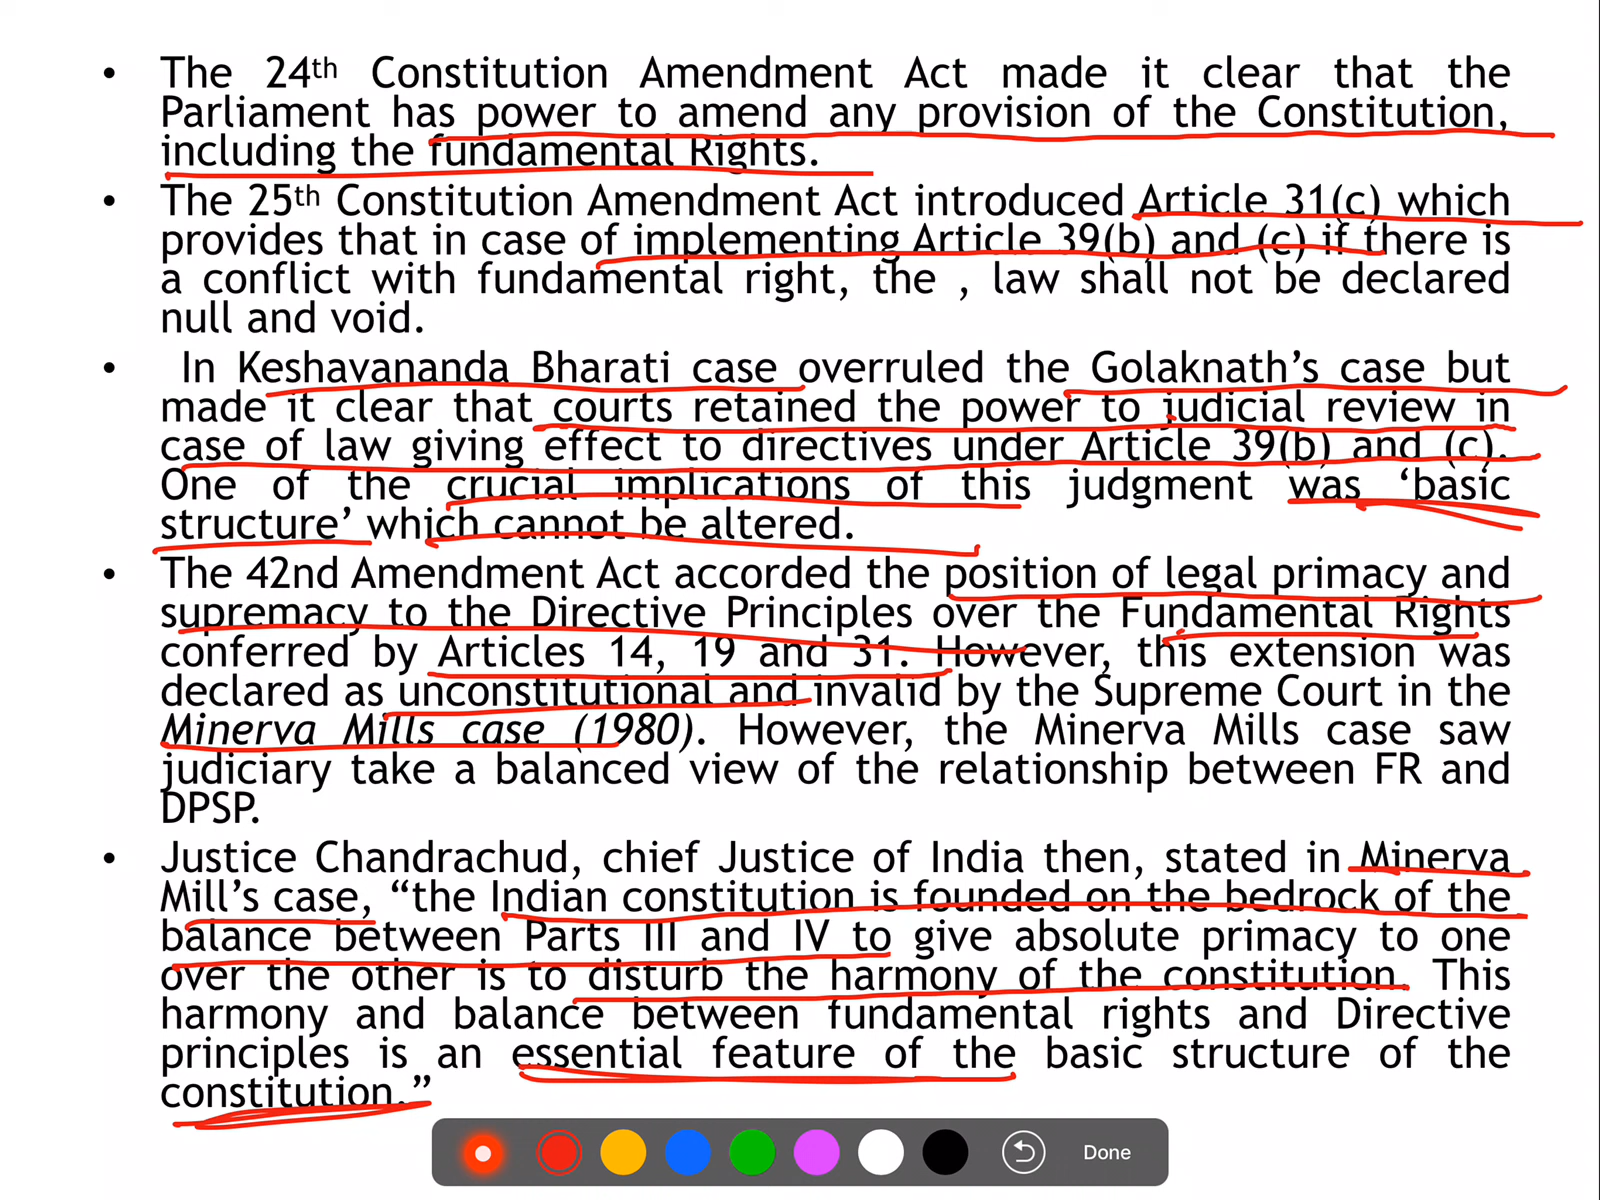 • The 24th Constitution Amendment Act made it clear that the
Parliament has power to amend any provision of the Constitution,
including the fundamental Rights.
• The 25th Constitution Amendment Act introduced Article 31(c) which
provides that in case of implementing Article 39(b) and (c) if there is
a conflict with fundamental right, the , law shall not be declared
null and void.
• In Keshavananda Bharati case overruled the Golaknath’s case but
made it clear that courts retained the power to judicial review in
case of law giving effect to directives under Article 39(b) and (c).
One of the crucial implications of this judgment was ‘basic
structure’ which cannot be altered.
• The 42nd Amendment Act accorded the position of legal primacy and
supremacy to the Directive Principles over the Fundamental Rights
conferred by Articles 14, 19 and 31. However, this extension was
declared as unconstitutional and invalid by the Supreme Court in the
Minerva Mills case (1980). However, the Minerva Mills case saw
judiciary take a balanced view of the relationship between FR and
DPSP.
• Justice Chandrachud, chief Justice of India then, stated in Minerva
Mill’s case, “the Indian constitution is founded on the bedrock of the
balance between Parts III and IV to give absolute primacy to one
over the other is to disturb the harmony of the constitution. This
harmony and balance between fundamental rights and Directive
principles is an essential feature of the basic structure of the
constitution.”
Done